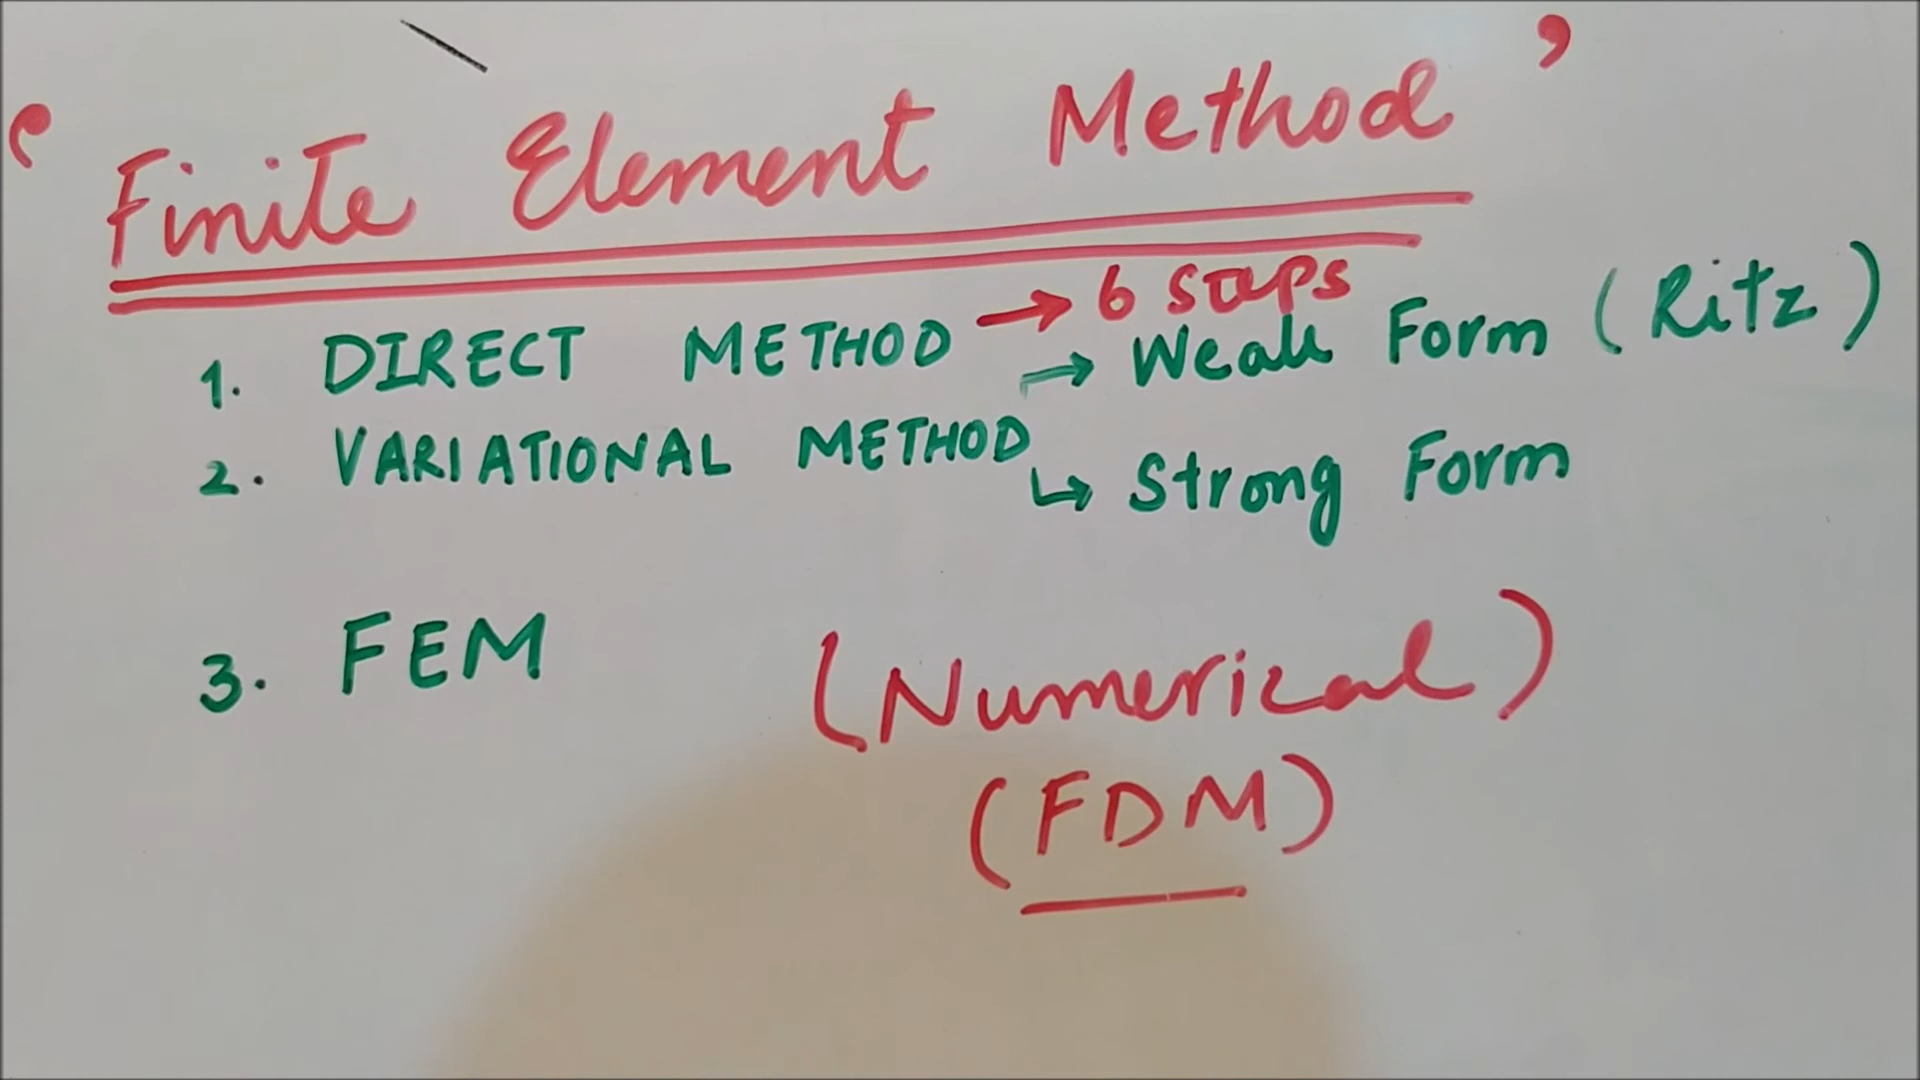 ‘Finite Element Method’
1. DIRECT METHOD → 6 Steps
2. VARIATIONAL METHOD → Weak Form (Ritz)
↳ Strong Form
3. FEM (Numerical)
(FDM)